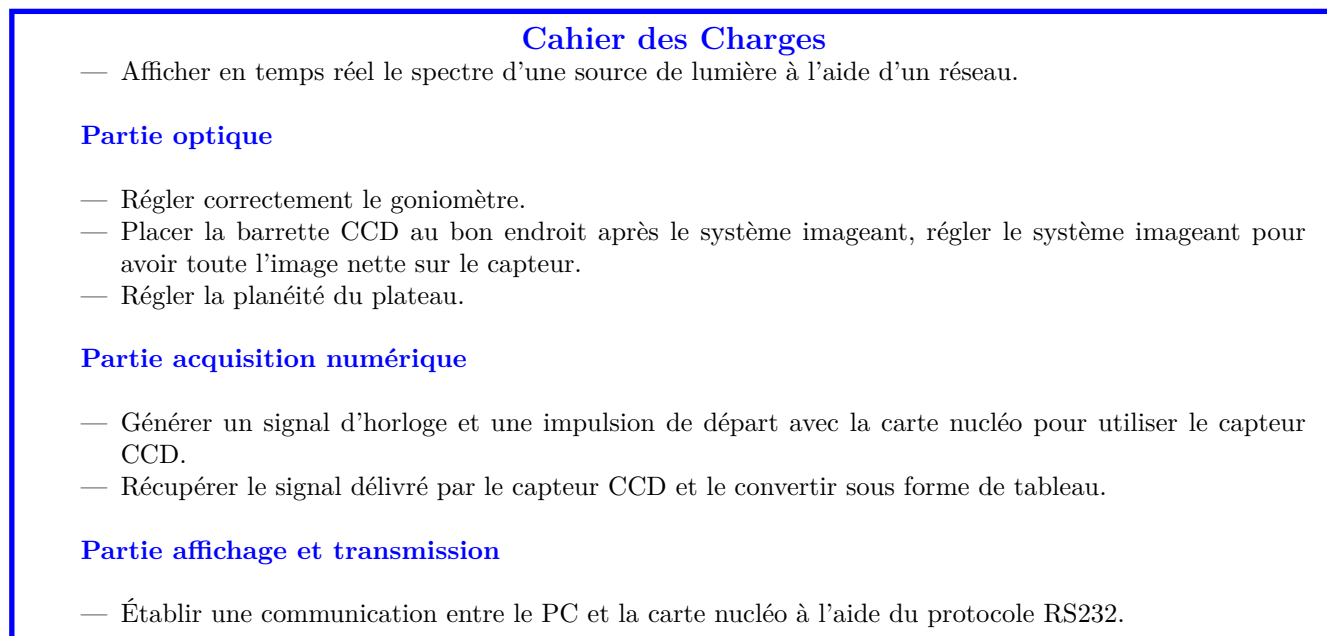 Cahier des Charges
— Afficher en temps réel le spectre d'une source de lumière à l'aide d'un réseau.
Partie optique
— Régler correctement le goniomètre.
— Placer la barrette CCD au bon endroit après le système imageant, régler le système imageant pour
avoir toute l'image nette sur le capteur.
— Régler la planéité du plateau.
Partie acquisition numérique
— Générer un signal d'horloge et une impulsion de départ avec la carte nucléo pour utiliser le capteur
CCD.
— Récupérer le signal délivré par le capteur CCD et le convertir sous forme de tableau.
Partie affichage et transmission
— Établir une communication entre le PC et la carte nucléo à l'aide du protocole RS232.